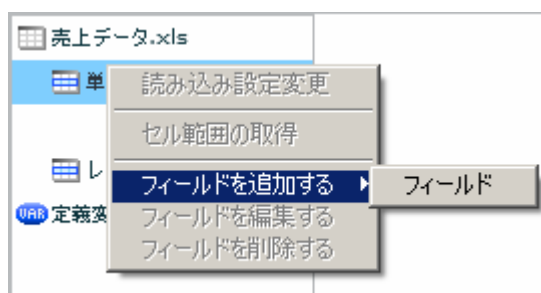 売上データ.xls
単
読み込み設定変更
セル範囲の取得
レ
フィールドを追加する
フィールド
VAR 定義変
フィールドを編集する
フィールドを削除する